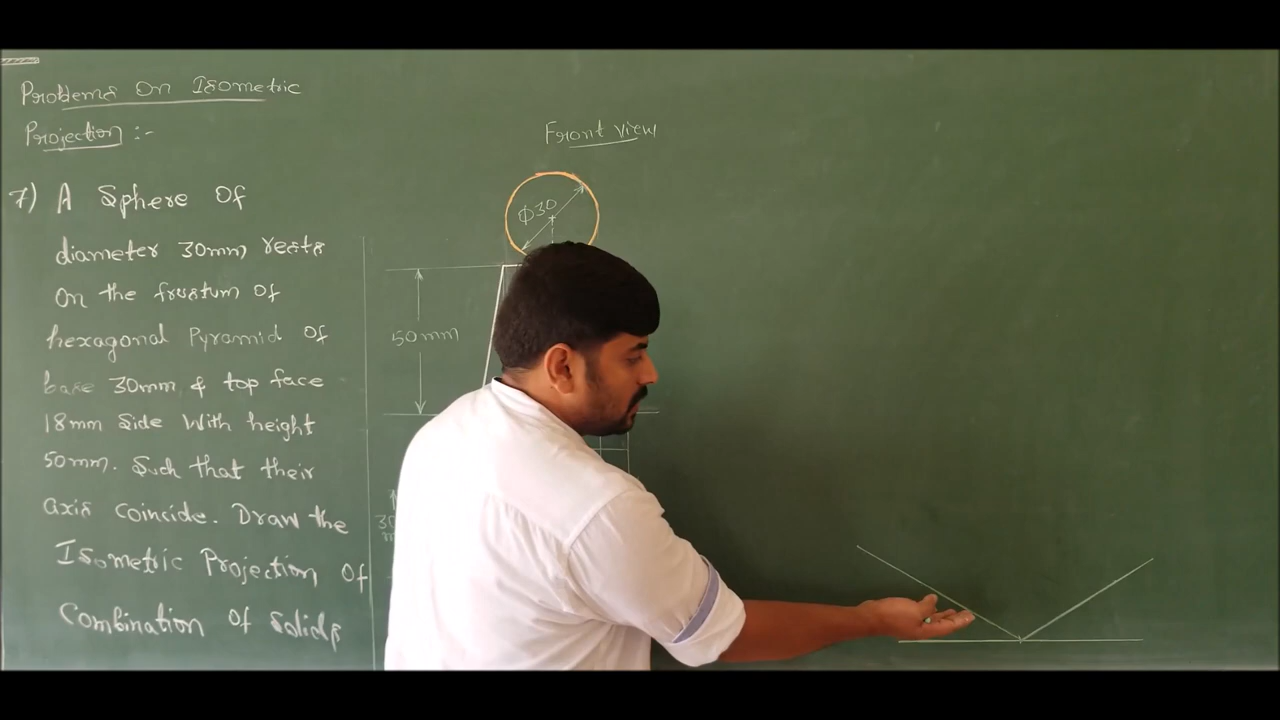 Problems On Isometric
Projection :-
7) A Sphere Of
diameter 30mm rests
On the frustum Of
hexagonal Pyramid Of
base 30mm & top face
18mm Side With height
50mm. Such that their
axis Coincide. Draw the
Isometric Projection Of
Combination Of Solids
Front View
Φ30
50mm
30